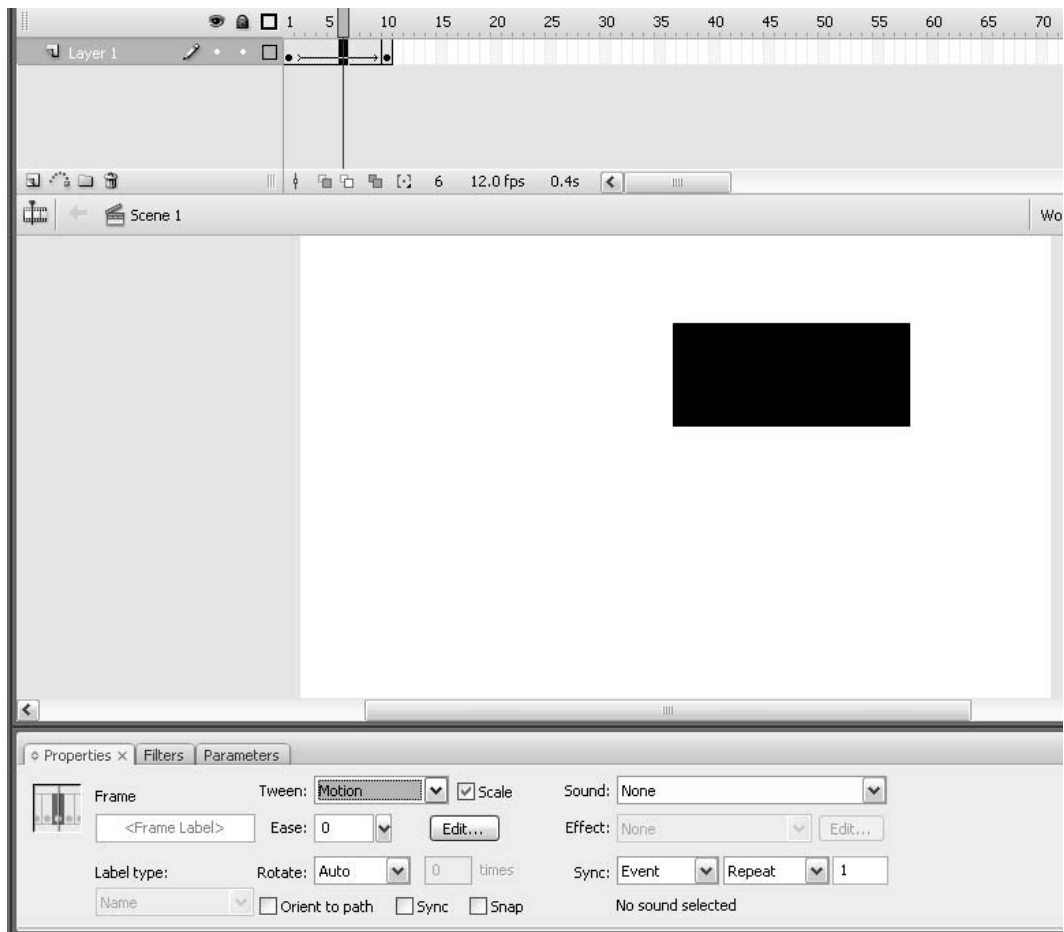 1 5 10 15 20 25 30 35 40 45 50 55 60 65 70
Layer 1
6 12.0 fps 0.4s
Scene 1
Wo
Properties × Filters Parameters
Frame
<Frame Label>
Label type:
Name
Tween: Motion Scale
Ease: 0 Edit...
Rotate: Auto 0 times
Orient to path Sync Snap
Sound: None
Effect: None Edit...
Sync: Event Repeat 1
No sound selected